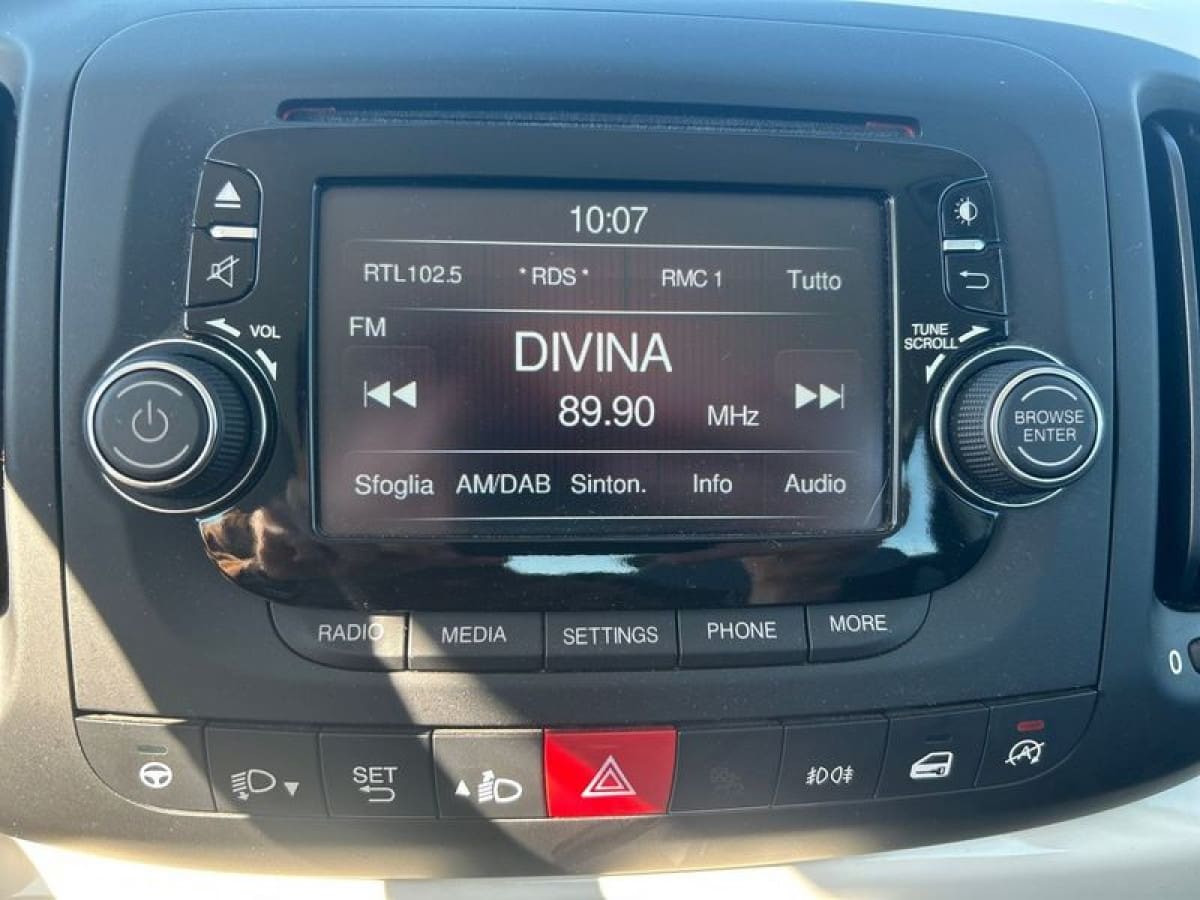 10:07
RTL102.5 *RDS* RMC 1 Tutto
VOL
FM
TUNE
SCROLL
DIVINA
89.90 MHz
BROWSE
ENTER
Sfoglia AM/DAB Sinton. Info Audio
RADIO MEDIA SETTINGS PHONE MORE
0
SET
A